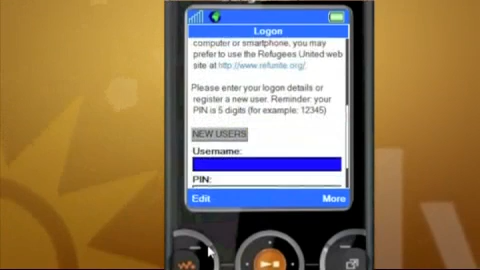 Logon
computer or smartphone, you may
prefer to use the Refugees United web
site at http://www.refunite.org/.
Please enter your logon details or
register a new user. Reminder: your
PIN is 5 digits (for example: 12345)
NEW USERS
Username:
PIN:
Edit
More